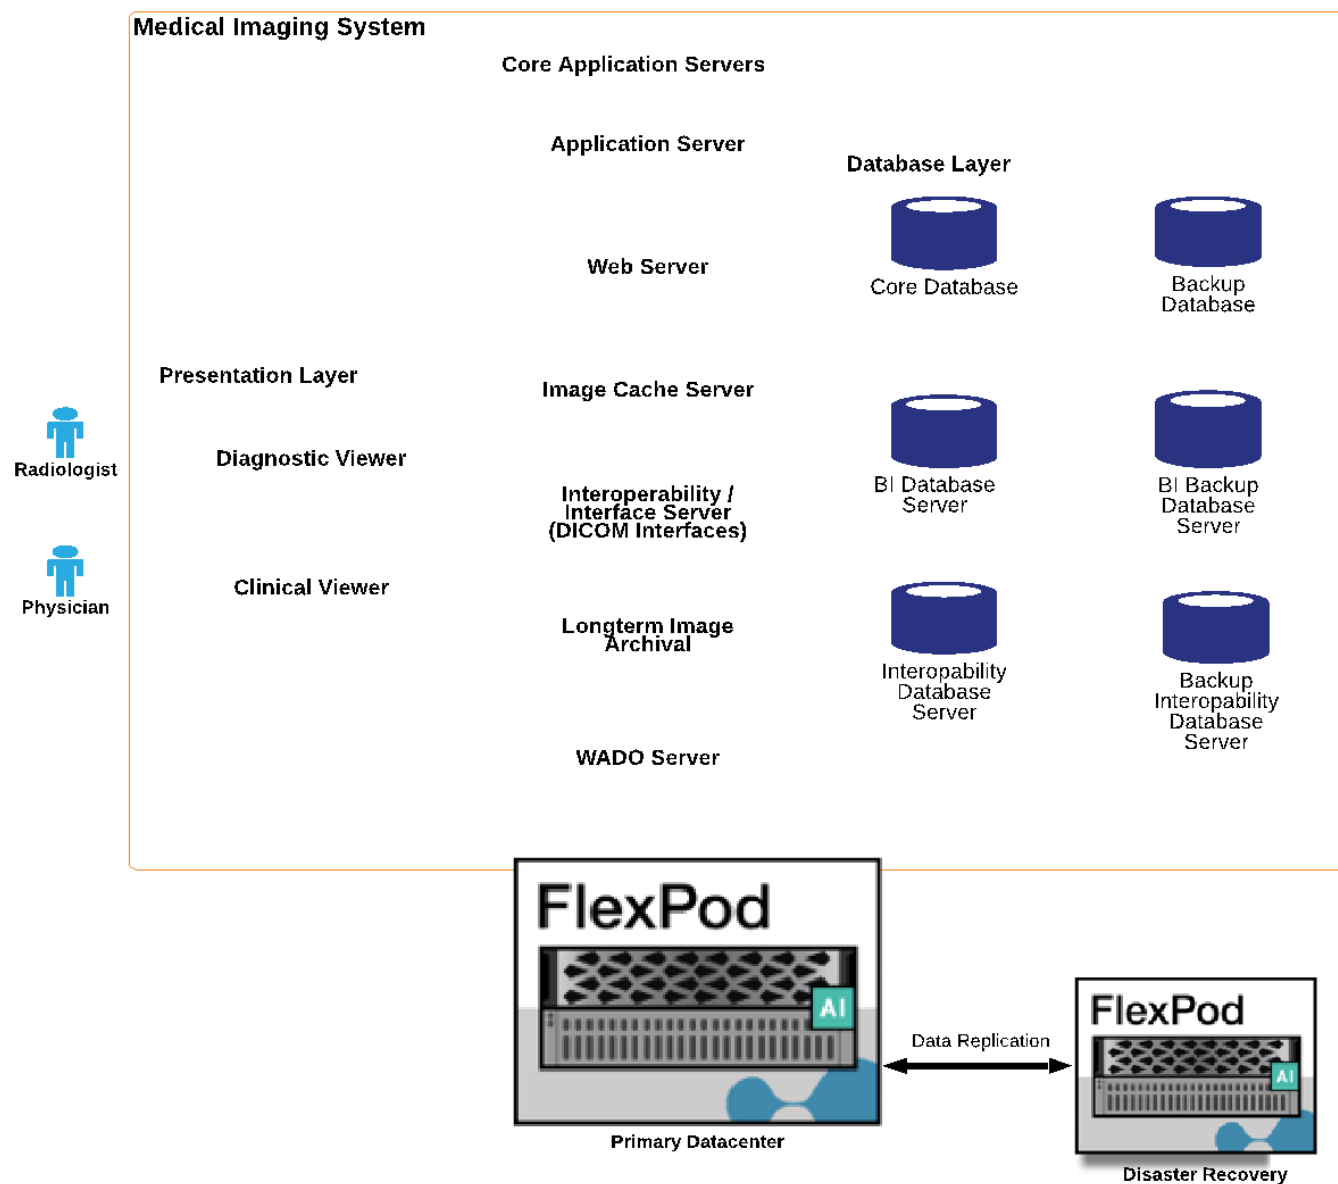 Medical Imaging System
Core Application Servers
Application Server
Database Layer
Web Server
Core Database
Backup
Database
Presentation Layer
Image Cache Server
Radiologist
Diagnostic Viewer
BI Database
Server
BI Backup
Database
Server
Interoperability /
Interface Server
(DICOM Interfaces)
Physician
Clinical Viewer
Longterm Image
Archival
Interopability
Database
Server
Backup
Interopability
Database
Server
WADO Server
FlexPod
AI
Primary Datacenter
Data Replication
FlexPod
AI
Disaster Recovery